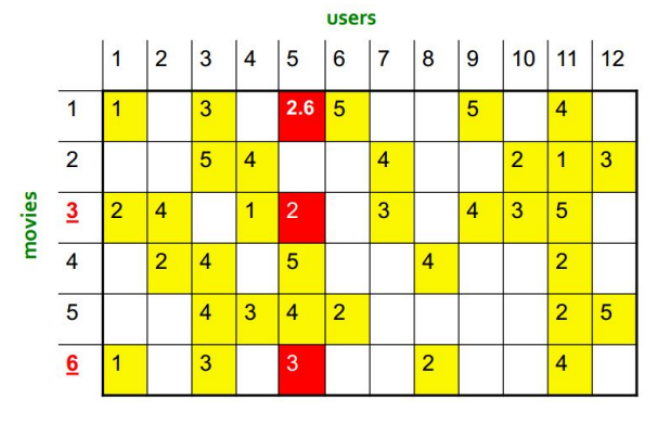 users
1 2 3 4 5 6 7 8 9 10 11 12
1 1 3 2.6 5 5 4
2 5 4 4 2 1 3
movies
3 2 4 1 2 3 4 3 5
4 2 4 5 4 2
5 4 3 4 2 2 5
6 1 3 3 2 4